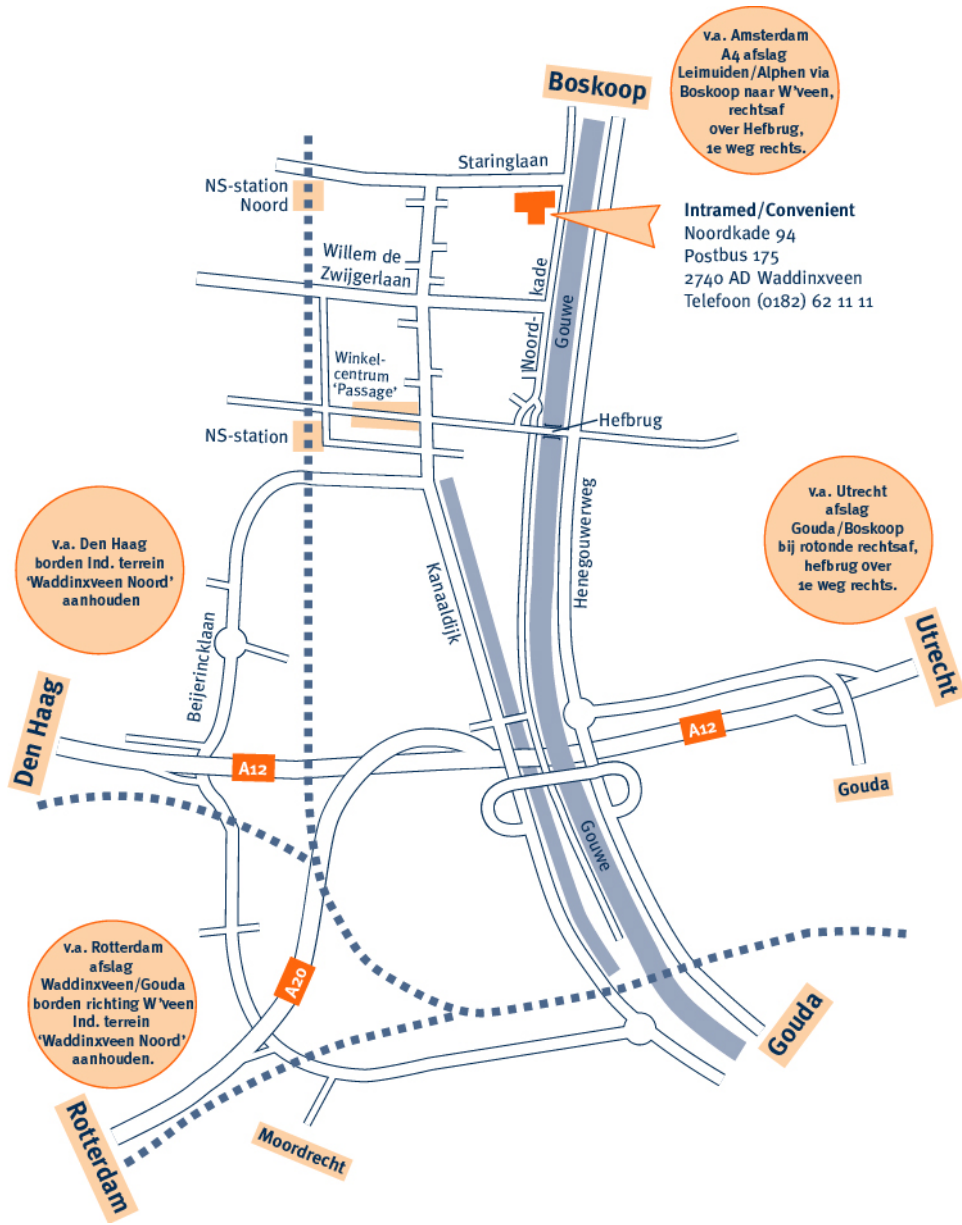 v.a. Amsterdam
A4 afslag
Leimuiden/Alphen via
Boskoop naar W'veen,
rechtsaf
over Hefbrug,
1e weg rechts.
Boskoop
Staringlaan
NS-station
Noord
Intramed/Convenient
Noordkade 94
Postbus 175
2740 AD Waddinxveen
Telefoon (0182) 62 11 11
Willem de
Zwijgerlaan
Noord-
kade
Gouwe
Winkel-
centrum
'Passage'
Hefbrug
NS-station
v.a. Utrecht
afslag
Gouda/Boskoop
bij rotonde rechtsaf,
hefbrug over
1e weg rechts.
v.a. Den Haag
borden Ind. terrein
'Waddinxveen Noord'
aanhouden
Henegouwerweg
Kanaaldijk
Beijerincklaan
Utrecht
Den Haag
A12
A12
Gouda
Gouwe
v.a. Rotterdam
afslag
Waddinxveen/Gouda
borden richting W'veen
Ind. terrein
'Waddinxveen Noord'
aanhouden.
A20
Gouda
Rotterdam
Moordrecht